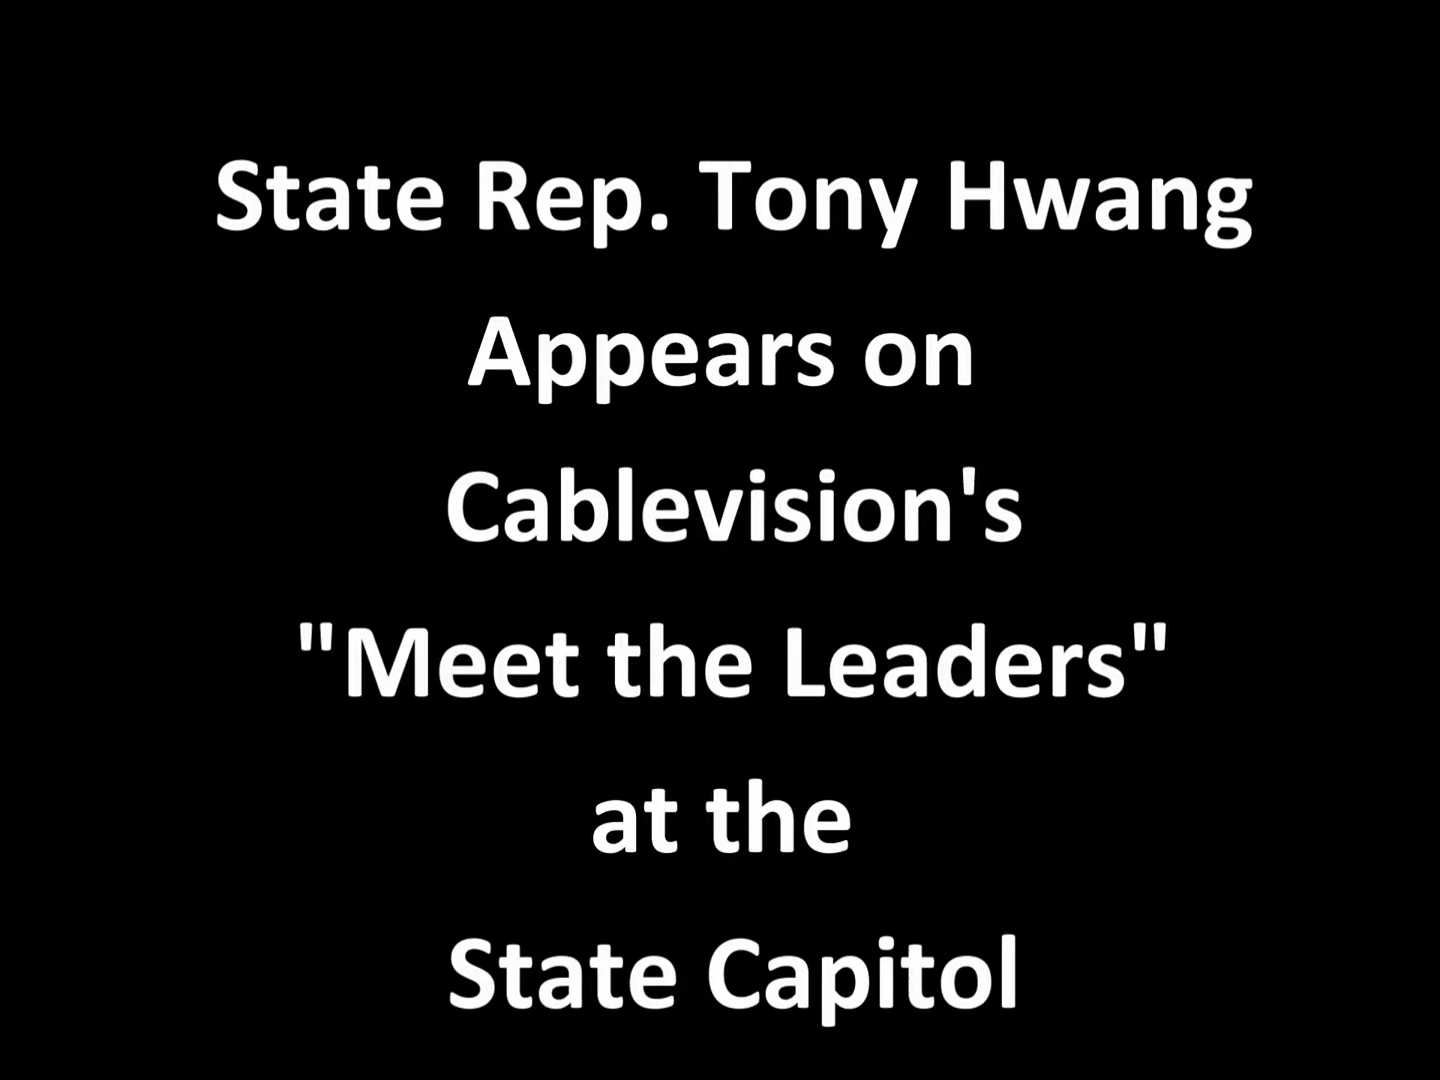 State Rep. Tony Hwang
Appears on
Cablevision's
"Meet the Leaders"
at the
State Capitol